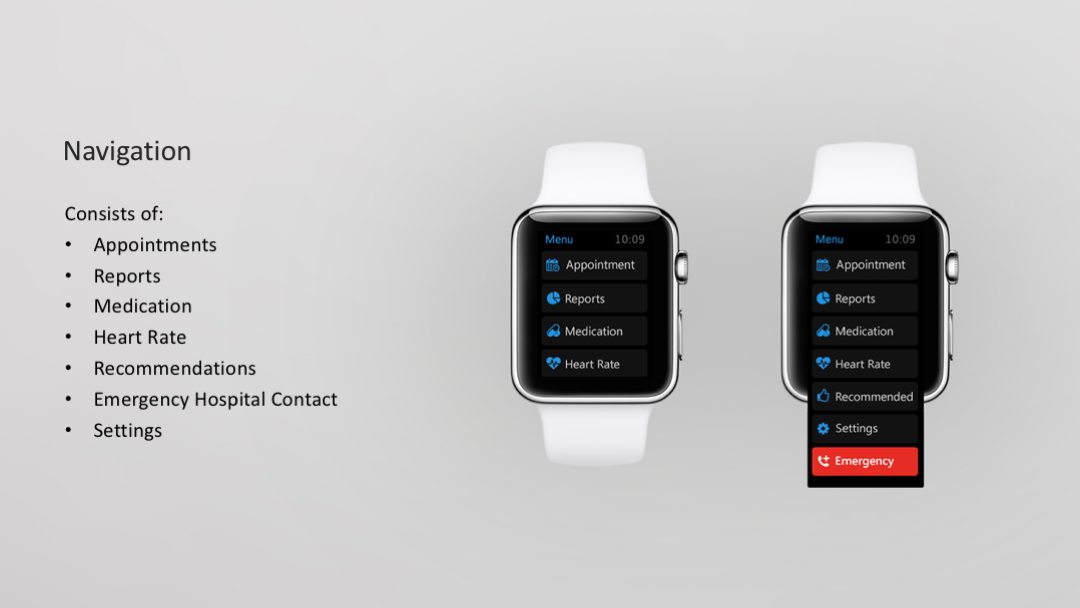 Navigation
Consists of:
• Appointments
• Reports
• Medication
• Heart Rate
• Recommendations
• Emergency Hospital Contact
• Settings
Menu 10:09
Appointment
Reports
Medication
Heart Rate
Menu 10:09
Appointment
Reports
Medication
Heart Rate
Recommended
Settings
Emergency